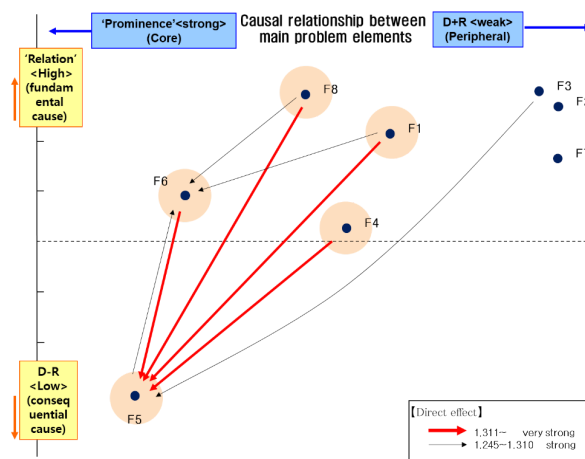 Causal relationship between
main problem elements
'Prominence'<strong>
(Core)
D+R <weak>
(Peripheral)
'Relation'
<High>
(fundam
ental
cause)
F8
F3
F1
F6
F4
F5
D-R
<Low>
(conseq
uential
cause)
【Direct effect】
1,311~ very strong
1,245~1,310 strong